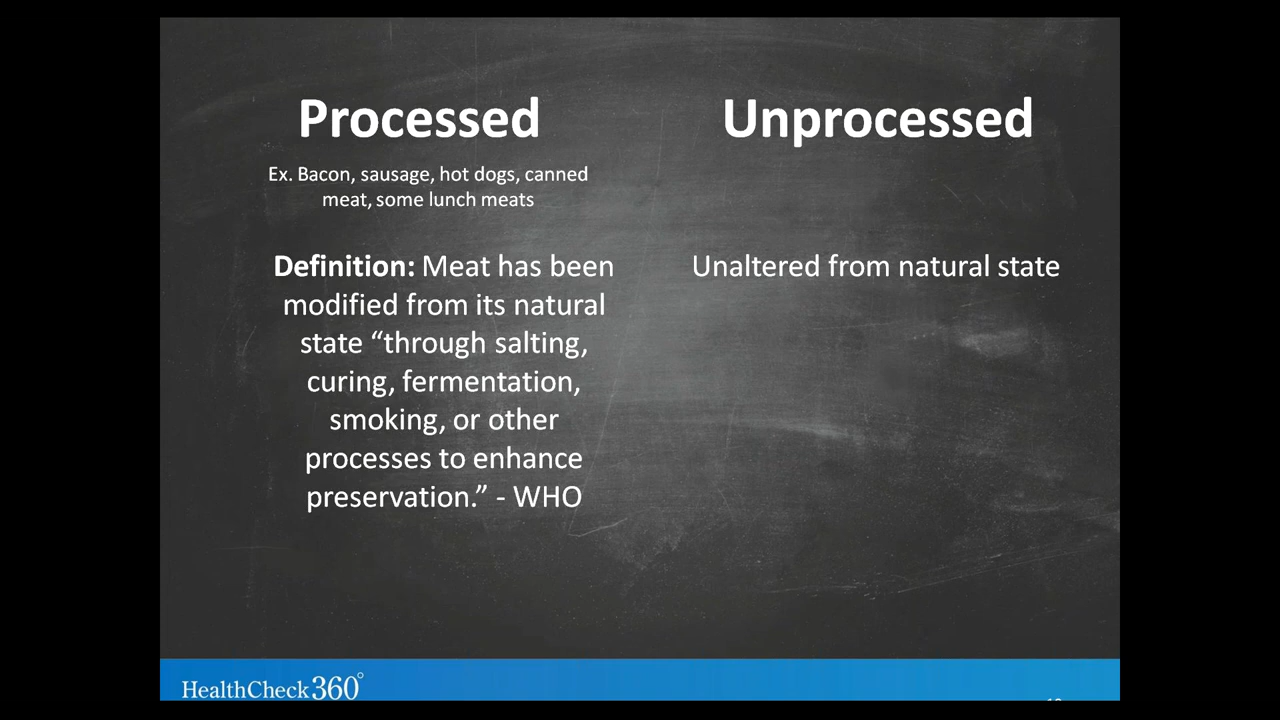 Processed
Ex. Bacon, sausage, hot dogs, canned
meat, some lunch meats
Definition: Meat has been
modified from its natural
state “through salting,
curing, fermentation,
smoking, or other
processes to enhance
preservation.” - WHO
Unprocessed
Unaltered from natural state
HealthCheck360°